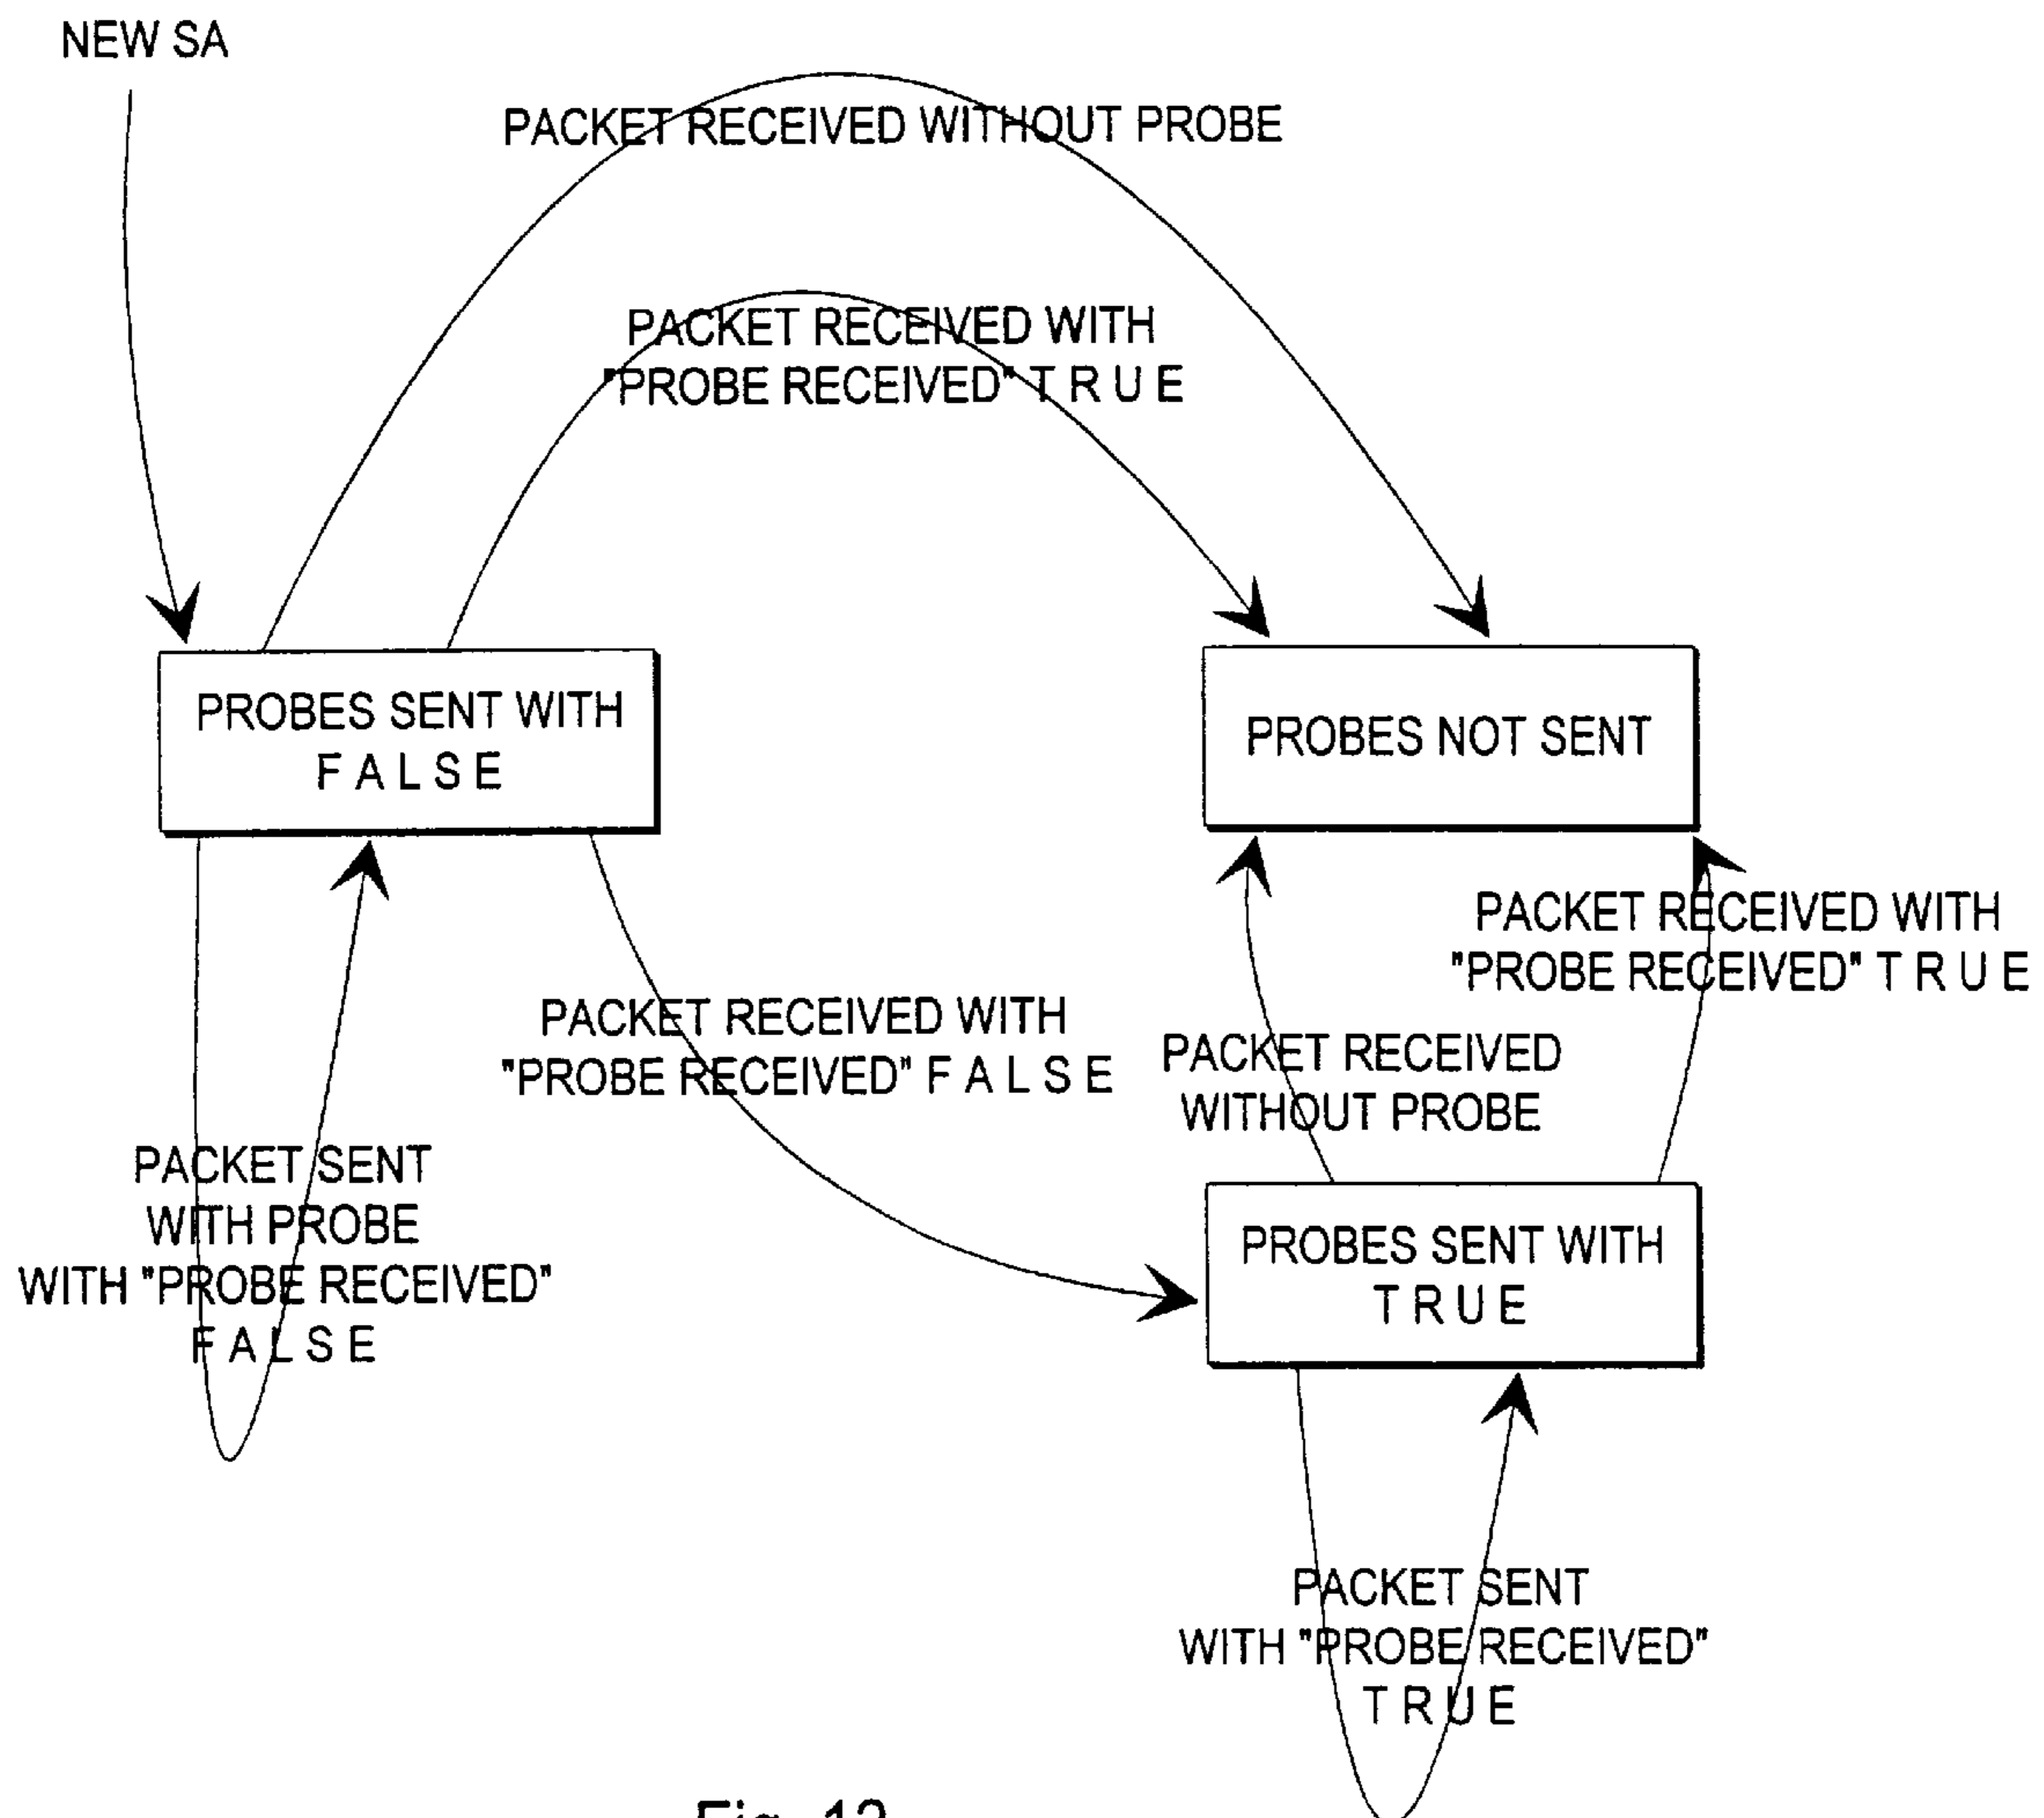 NEW SA
PACKET RECEIVED WITHOUT PROBE
PACKET RECEIVED WITH
"PROBE RECEIVED" T R U E
PROBES SENT WITH
F A L S E
PROBES NOT SENT
PACKET RECEIVED WITH
"PROBE RECEIVED" T R U E
PACKET RECEIVED WITH
"PROBE RECEIVED" F A L S E
PACKET RECEIVED
WITHOUT PROBE
PACKET SENT
WITH PROBE
WITH "PROBE RECEIVED"
F A L S E
PROBES SENT WITH
T R U E
PACKET SENT
WITH "PROBE RECEIVED"
T R U E